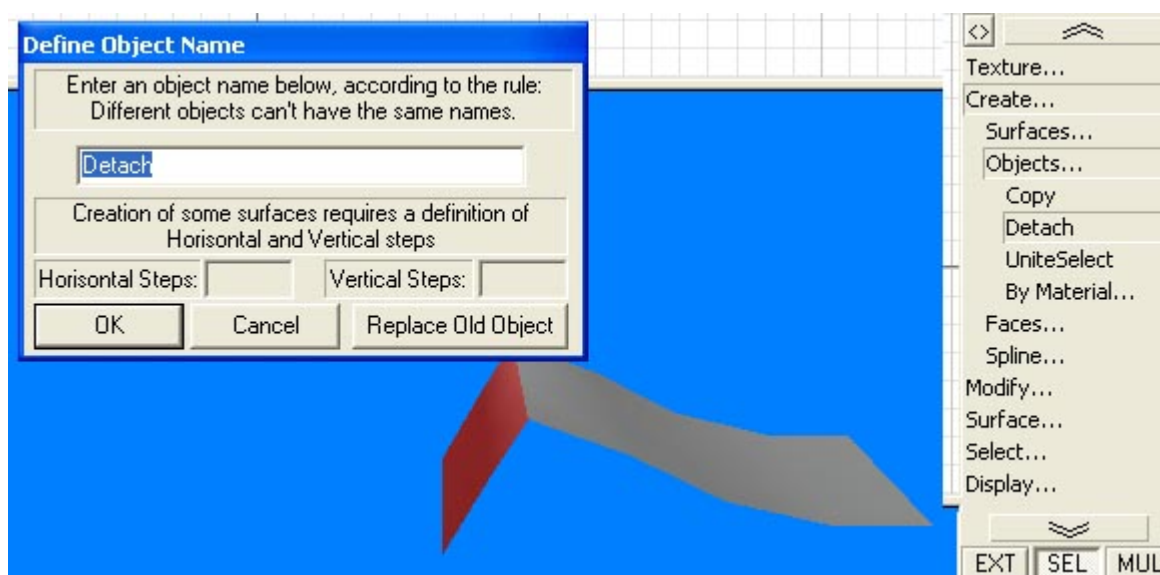 Define Object Name
Enter an object name below, according to the rule:
Different objects can't have the same names.
Detach
Creation of some surfaces requires a definition of
Horisontal and Vertical steps
Horisontal Steps:
Vertical Steps:
OK
Cancel
Replace Old Object
<>
Texture...
Create...
Surfaces...
Objects...
Copy
Detach
UniteSelect
By Material...
Faces...
Spline...
Modify...
Surface...
Select...
Display...
EXT
SEL
MUL